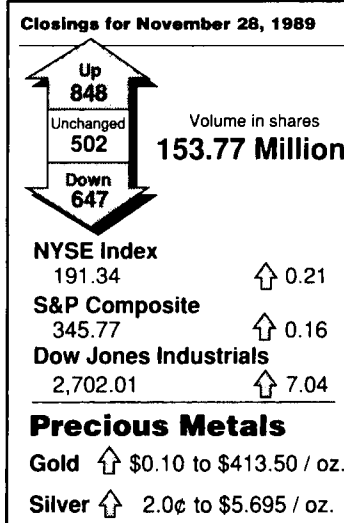 Closings for November 28, 1989
Up
848
Unchanged
502
Down
647
Volume in shares
153.77 Million
NYSE Index
191.34 ⇧ 0.21
S&P Composite
345.77 ⇧ 0.16
Dow Jones Industrials
2,702.01 ⇧ 7.04
Precious Metals
Gold ⇧ $0.10 to $413.50 / oz.
Silver ⇧ 2.0¢ to $5.695 / oz.